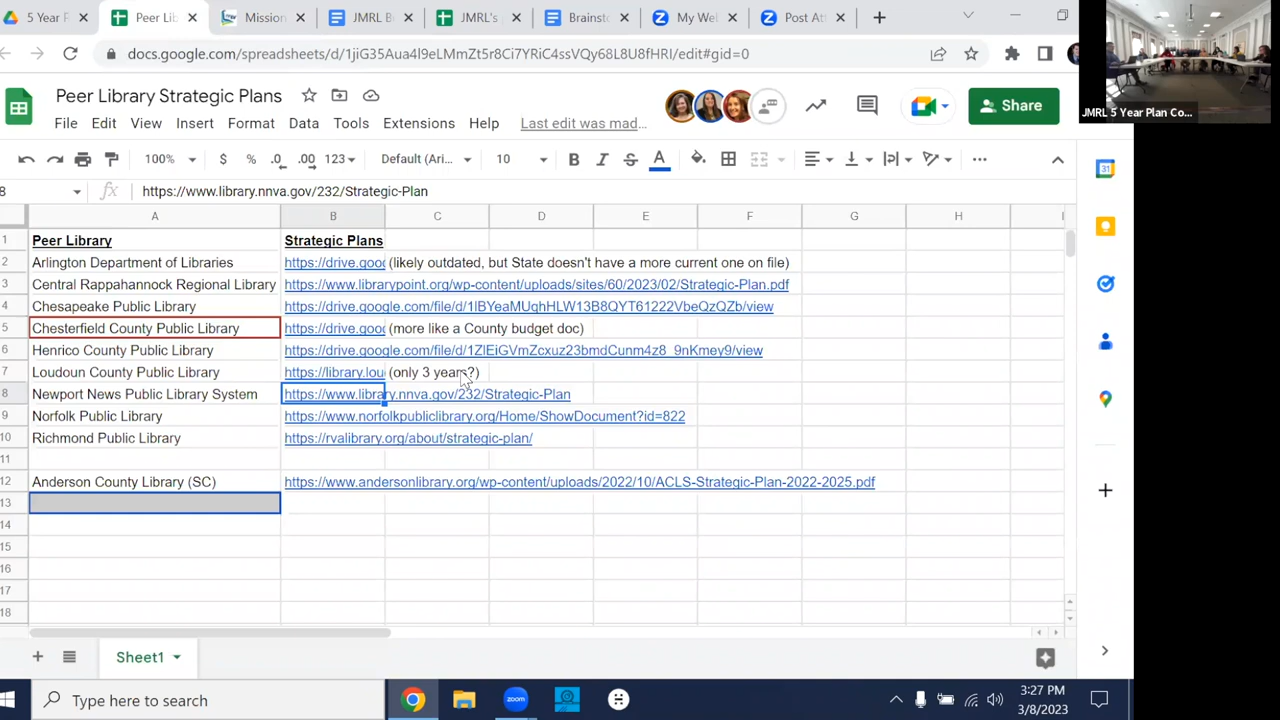 5 Year P
Peer Lib
Mission
JMRL B
JMRL's
Brainst
My We
Post At
docs.google.com/spreadsheets/d/1jiG35Aua4l9eLMmZt5r8Ci7YRiC4ssVQy68L8U8fHRI/edit#gid=0
Peer Library Strategic Plans
File Edit View Insert Format Data Tools Extensions Help Last edit was mad...
Share
JMRL 5 Year Plan Co...
100% $ % .0 .00 123 Default (Ari... 10 B I S A
8 fx https://www.library.nnva.gov/232/Strategic-Plan
A B C D E F G H I
1 Peer Library Strategic Plans
2 Arlington Department of Libraries https://drive.goo (likely outdated, but State doesn't have a more current one on file)
3 Central Rappahannock Regional Library https://www.librarypoint.org/wp-content/uploads/sites/60/2023/02/Strategic-Plan.pdf
4 Chesapeake Public Library https://drive.google.com/file/d/1lBYeaMUqhHLW13B8QYT61222VbeQzQZb/view
5 Chesterfield County Public Library https://drive.goo (more like a County budget doc)
6 Henrico County Public Library https://drive.google.com/file/d/1ZlEiGVmZcxuz23bmdCunm4z8_9nKmey9/view
7 Loudoun County Public Library https://library.lou (only 3 years?)
8 Newport News Public Library System https://www.library.nnva.gov/232/Strategic-Plan
9 Norfolk Public Library https://www.norfolkpubliclibrary.org/Home/ShowDocument?id=822
10 Richmond Public Library https://rvalibrary.org/about/strategic-plan/
11
12 Anderson County Library (SC) https://www.andersonlibrary.org/wp-content/uploads/2022/10/ACLS-Strategic-Plan-2022-2025.pdf
13
14
15
16
17
18
Sheet1
Type here to search
zoom
3:27 PM
3/8/2023